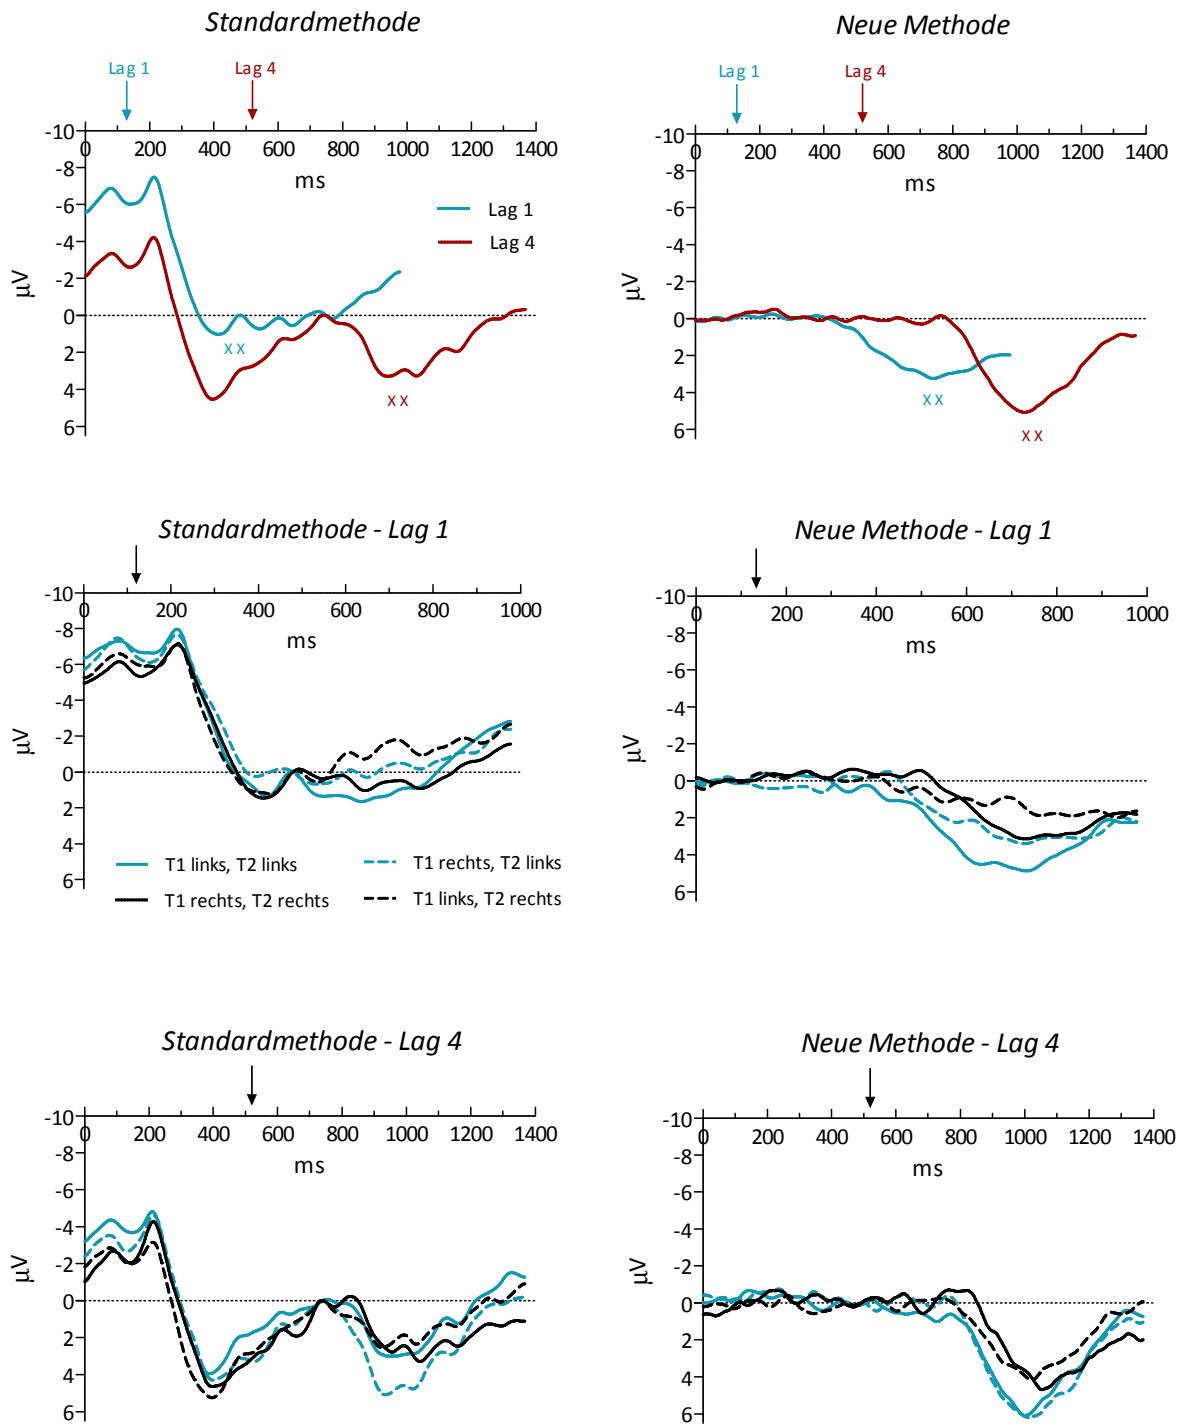 Standardmethode
Neue Methode
Lag 1
Lag 4
Lag 1
Lag 4
-10
0 200 400 600 800 1000 1200 1400
-8
ms
-6
Lag 1
-4
Lag 4
-2
μV
0
xx
2
4
xx
6
-10
0 200 400 600 800 1000 1200 1400
-8
ms
-6
-4
-2
μV
0
2
4
xx
6
xx
Standardmethode - Lag 1
Neue Methode - Lag 1
-10
0 200 400 600 800 1000
-8
ms
-6
-4
-2
μV
0
2
4
6
T1 links, T2 links
T1 rechts, T2 links
T1 rechts, T2 rechts
T1 links, T2 rechts
-10
0 200 400 600 800 1000
-8
ms
-6
-4
-2
μV
0
2
4
6
Standardmethode - Lag 4
Neue Methode - Lag 4
-10
0 200 400 600 800 1000 1200 1400
-8
ms
-6
-4
-2
μV
0
2
4
6
-10
0 200 400 600 800 1000 1200 1400
-8
ms
-6
-4
-2
μV
0
2
4
6